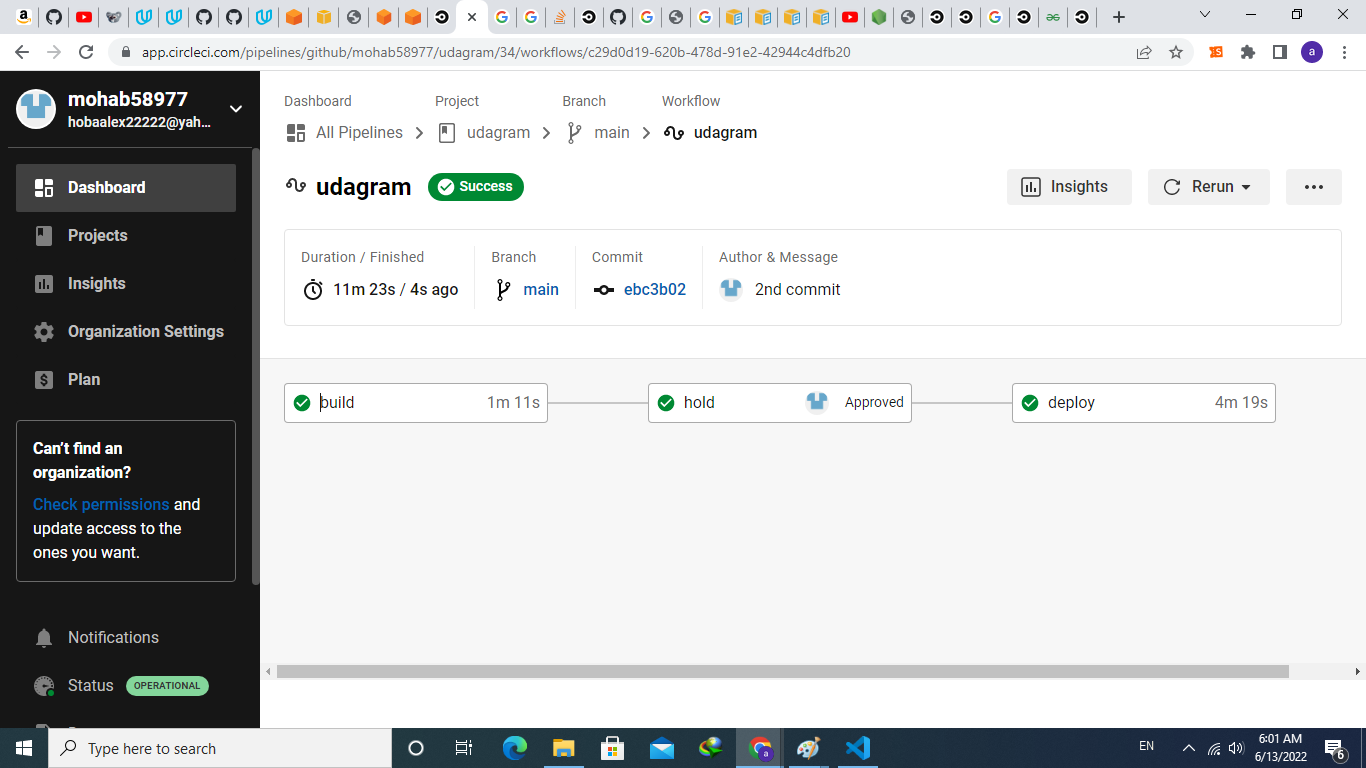 app.circleci.com/pipelines/github/mohab58977/udagram/34/workflows/c29d0d19-620b-478d-91e2-42944c4dfb20
a
mohab58977
hobaalex22222@yah...
Dashboard
Projects
Insights
Organization Settings
Plan
Can't find an
organization?
Check permissions and
update access to the
ones you want.
Notifications
Status OPERATIONAL
Dashboard Project Branch Workflow
All Pipelines udagram main udagram
udagram Success Insights Rerun
Duration / Finished Branch Commit Author & Message
11m 23s / 4s ago main ebc3b02 2nd commit
build 1m 11s hold Approved deploy 4m 19s
Type here to search
EN
6:01 AM
6/13/2022
6